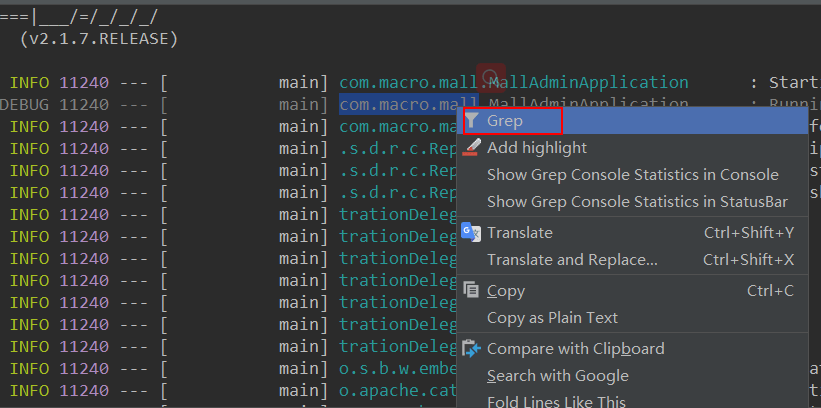 ===|___/=/_/_/_/
(v2.1.7.RELEASE)
INFO 11240 --- [ main] com.macro.mall.MallAdminApplication : Starti
DEBUG 11240 --- [ main] com.macro.mall.MallAdminApplication : Runnin
INFO 11240 --- [ main] com.macro.ma
Grep
INFO 11240 --- [ main] .s.d.r.c.Rep
Add highlight
INFO 11240 --- [ main] .s.d.r.c.Rep
Show Grep Console Statistics in Console
INFO 11240 --- [ main] .s.d.r.c.Rep
Show Grep Console Statistics in StatusBar
INFO 11240 --- [ main] trationDeleg
INFO 11240 --- [ main] trationDeleg
Translate Ctrl+Shift+Y
INFO 11240 --- [ main] trationDeleg
Translate and Replace... Ctrl+Shift+X
INFO 11240 --- [ main] trationDeleg
Copy Ctrl+C
INFO 11240 --- [ main] trationDeleg
Copy as Plain Text
INFO 11240 --- [ main] trationDeleg
INFO 11240 --- [ main] trationDeleg
Compare with Clipboard
INFO 11240 --- [ main] o.s.b.w.embe
Search with Google
INFO 11240 --- [ main] o.apache.cat
Fold Lines Like This